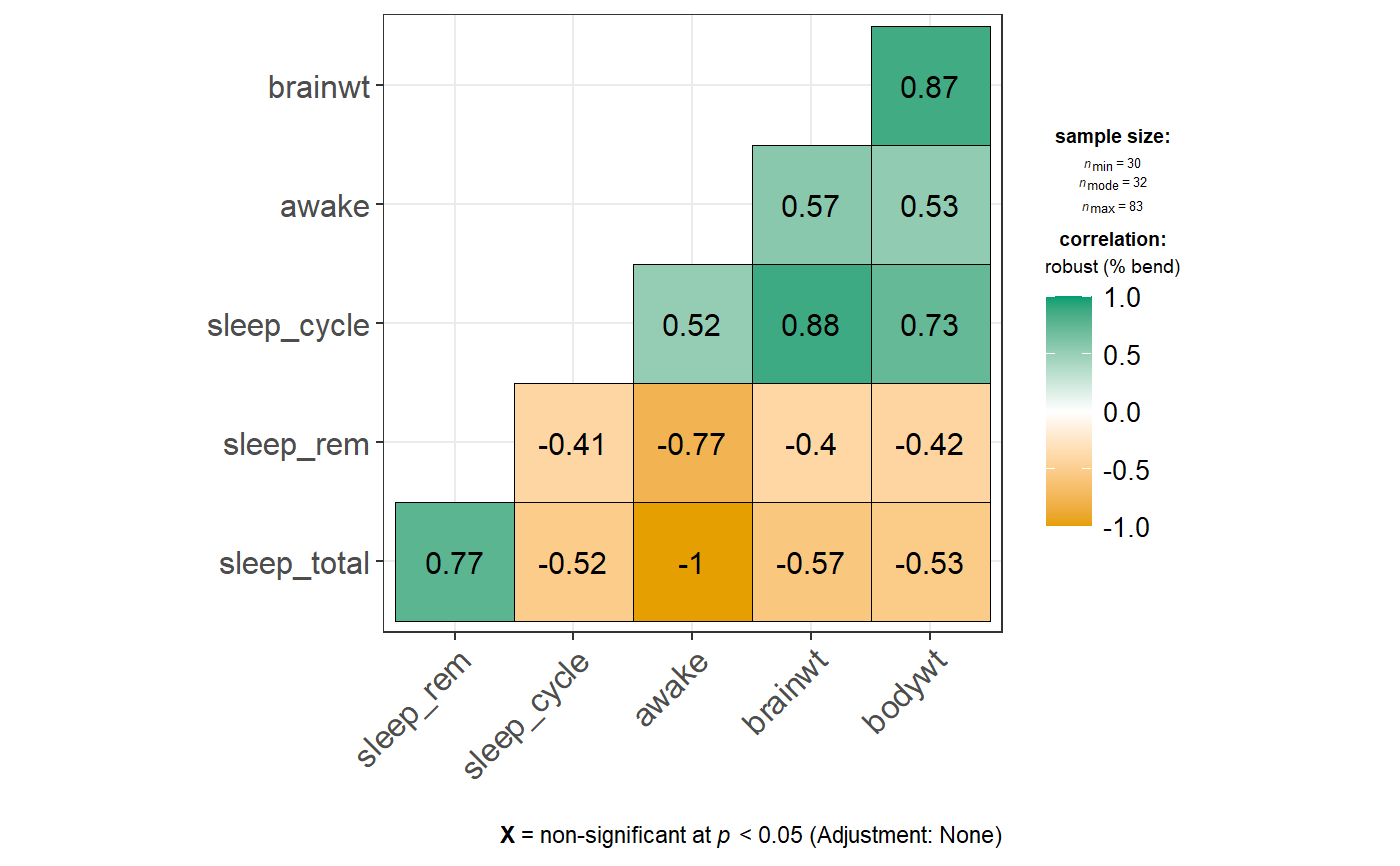 brainwt 0.87
awake 0.57 0.53
sleep_cycle 0.52 0.88 0.73
sleep_rem -0.41 -0.77 -0.4 -0.42
sleep_total 0.77 -0.52 -1 -0.57 -0.53
sleep_rem sleep_cycle awake brainwt bodywt
sample size:
nmin = 30
nmode = 32
nmax = 83
correlation:
robust (% bend)
1.0
0.5
0.0
-0.5
-1.0
X = non-significant at p < 0.05 (Adjustment: None)